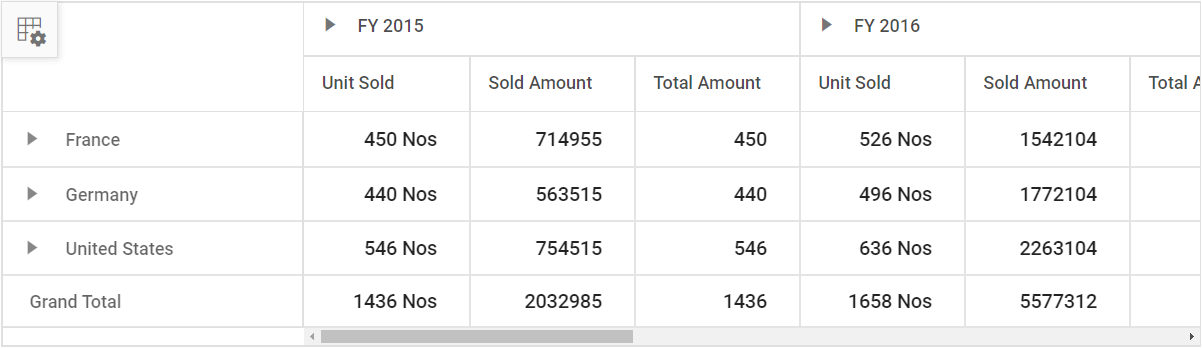 FY 2015 FY 2016
Unit Sold Sold Amount Total Amount Unit Sold Sold Amount Total A
France 450 Nos 714955 450 526 Nos 1542104
Germany 440 Nos 563515 440 496 Nos 1772104
United States 546 Nos 754515 546 636 Nos 2263104
Grand Total 1436 Nos 2032985 1436 1658 Nos 5577312